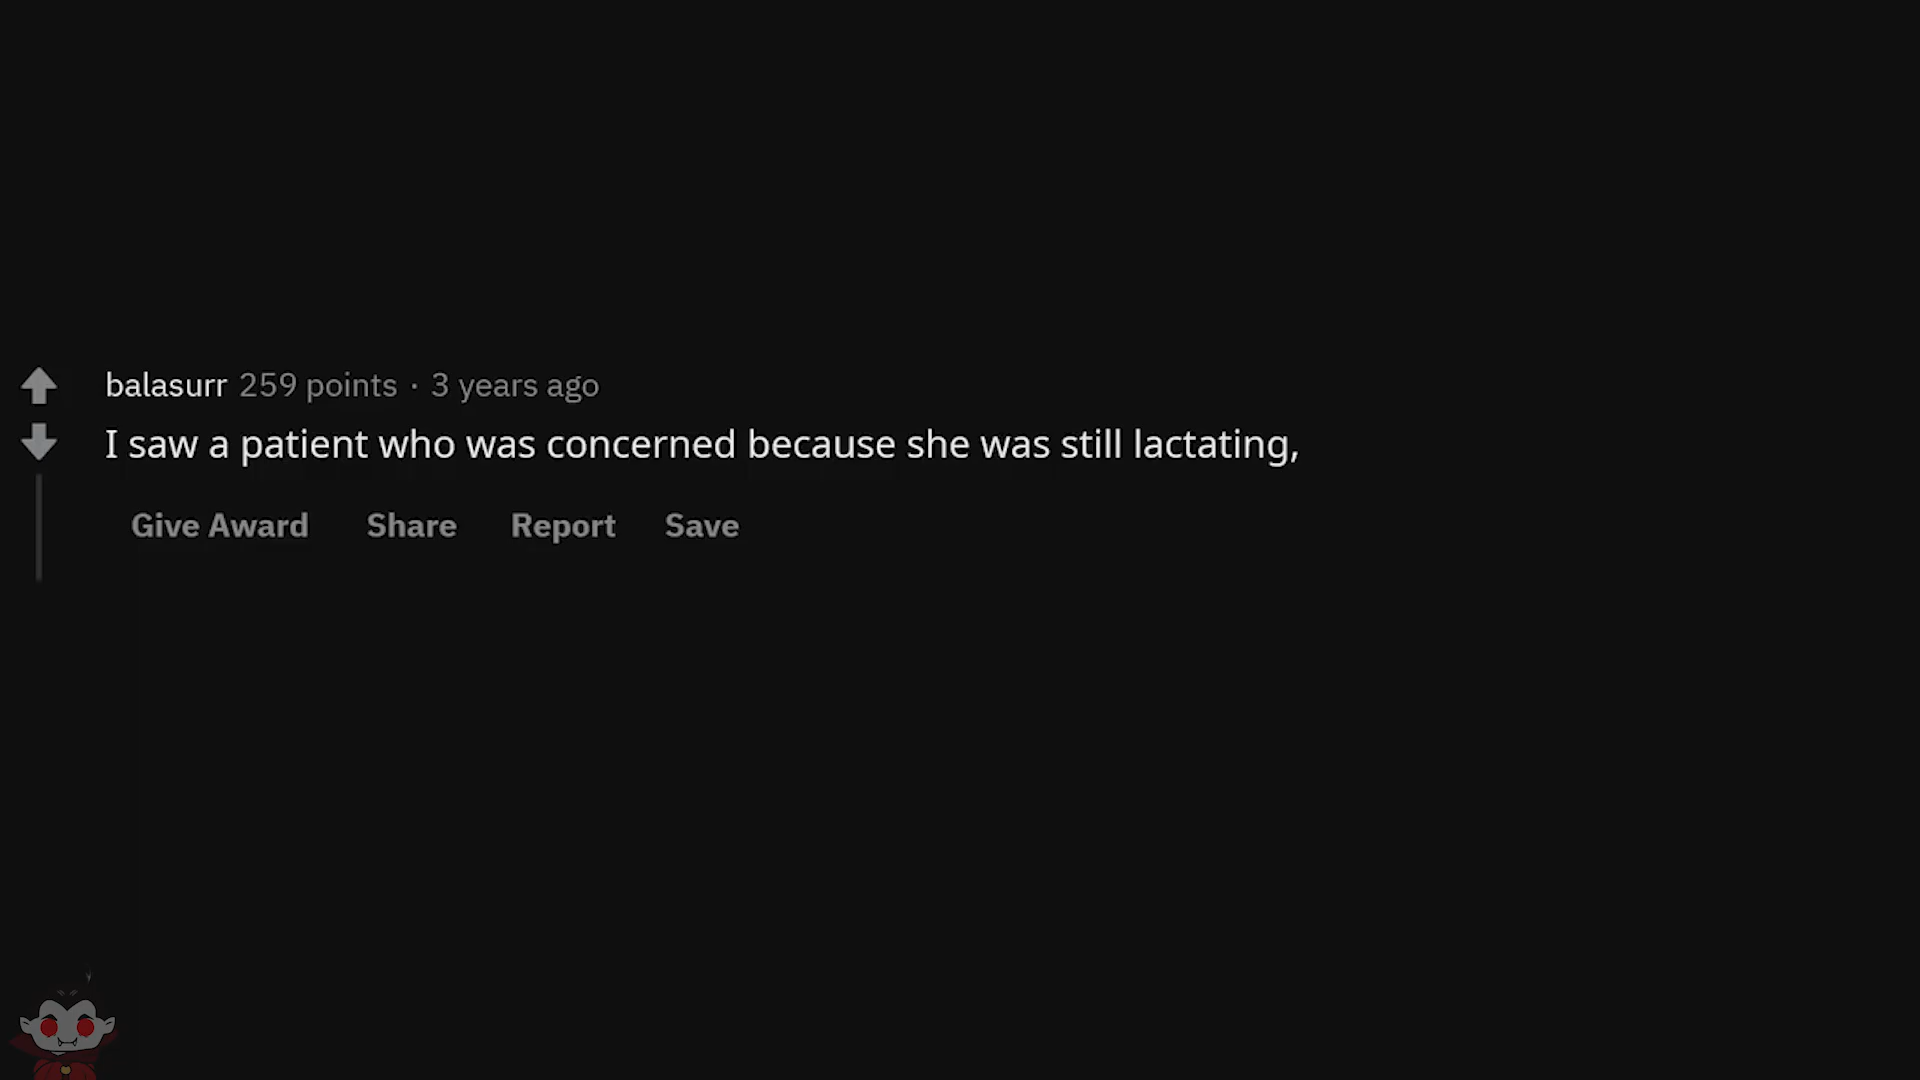 balasurr 259 points · 3 years ago
I saw a patient who was concerned because she was still lactating,
Give Award Share Report Save